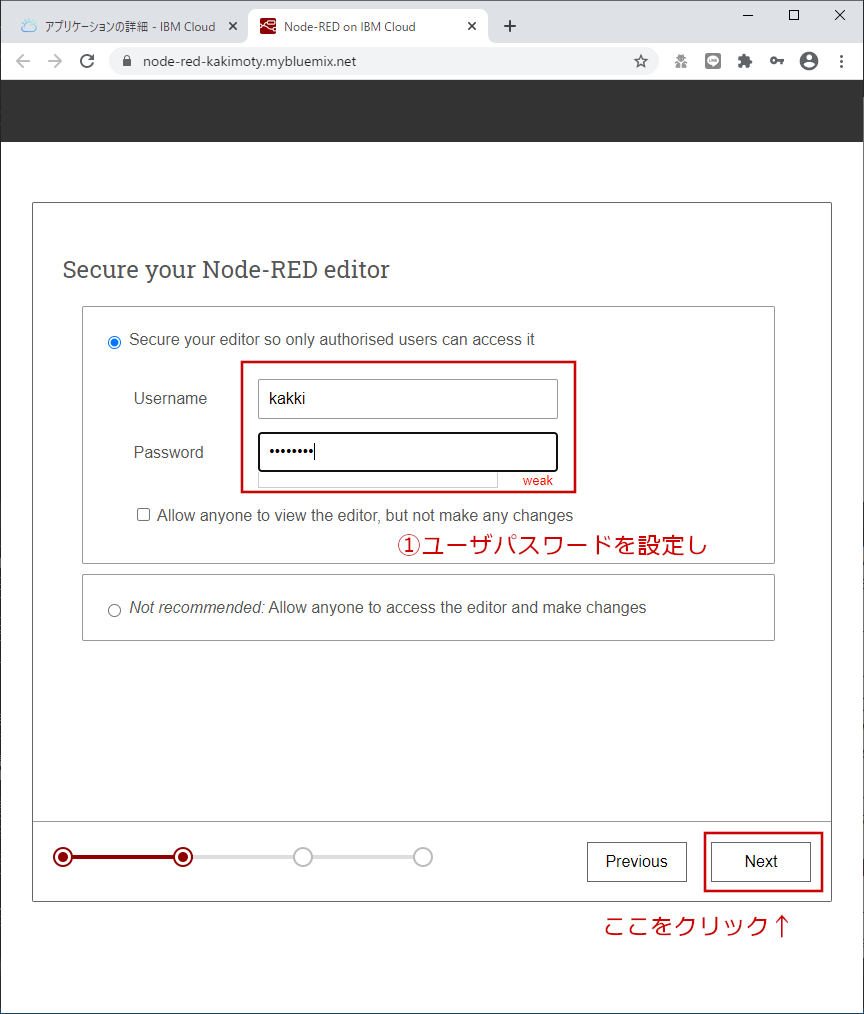 アプリケーションの詳細 - IBM Cloud
Node-RED on IBM Cloud
node-red-kakimoty.mybluemix.net
Secure your Node-RED editor
Secure your editor so only authorised users can access it
Username
kakki
Password
••••••••
weak
Allow anyone to view the editor, but not make any changes
①ユーザパスワードを設定し
Not recommended: Allow anyone to access the editor and make changes
Previous
Next
ここをクリック↑